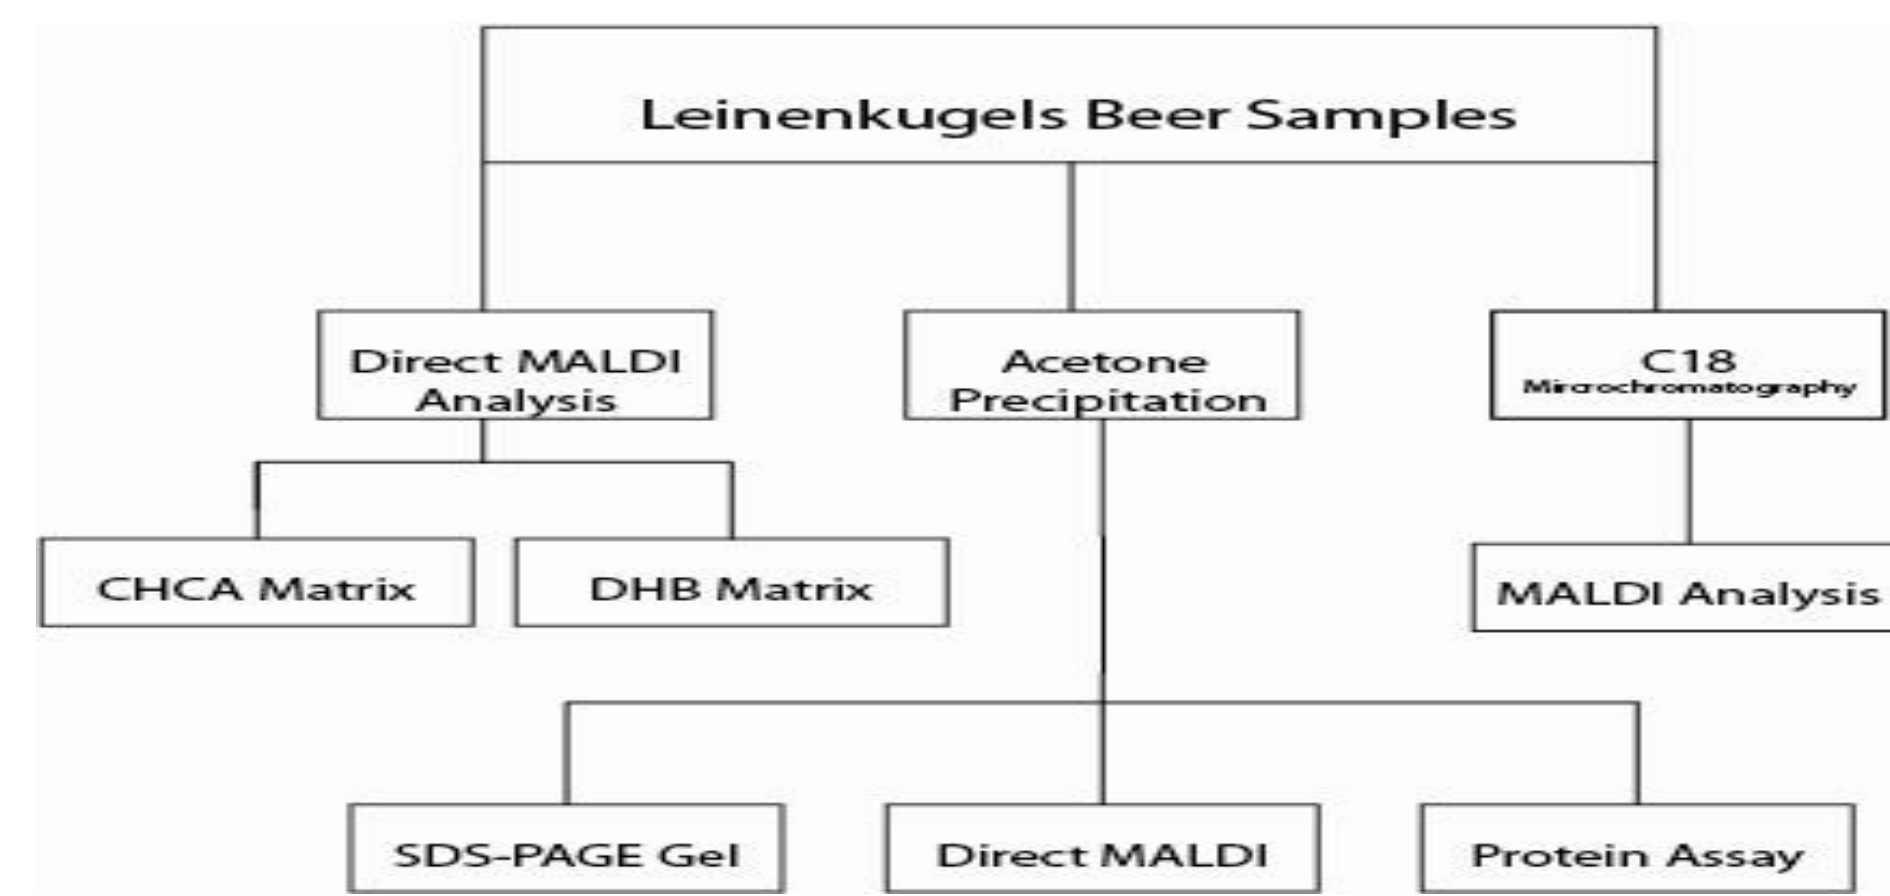 Leinenkugels Beer Samples
Direct MALDI
Analysis
Acetone
Precipitation
C18
Mircrochromatography
CHCA Matrix
DHB Matrix
MALDI Analysis
SDS-PAGE Gel
Direct MALDI
Protein Assay